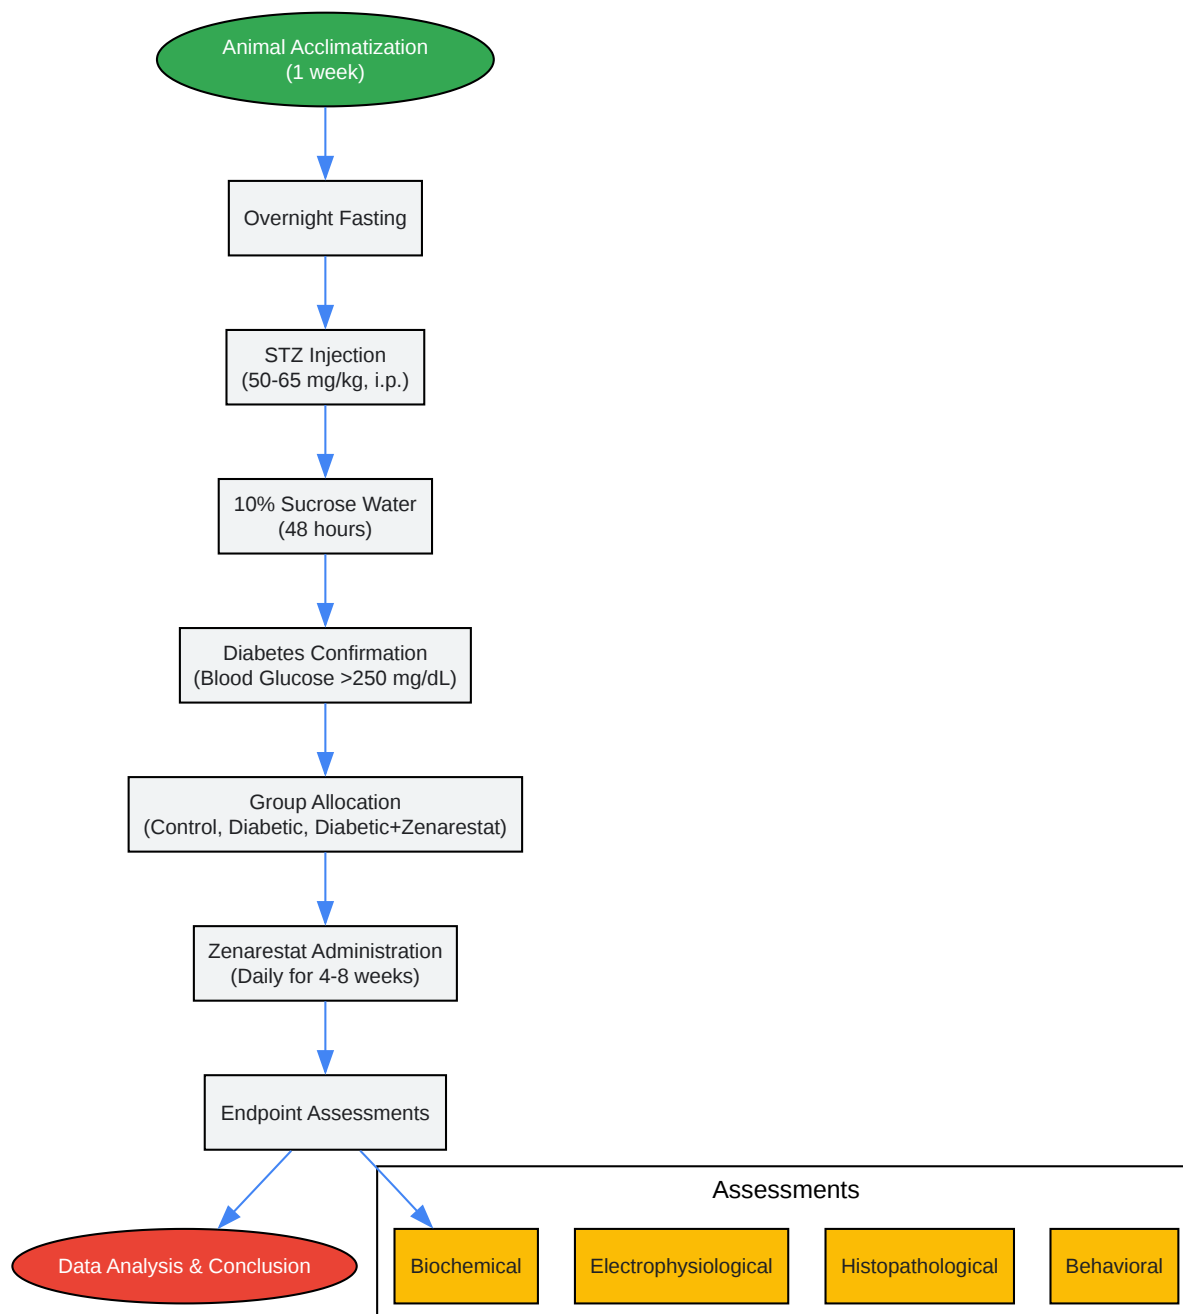 Animal Acclimatization
(1 week)
Overnight Fasting
STZ Injection
(50-65 mg/kg, i.p.)
10% Sucrose Water
(48 hours)
Diabetes Confirmation
(Blood Glucose >250 mg/dL)
Group Allocation
(Control, Diabetic, Diabetic+Zenarestat)
Zenarestat Administration
(Daily for 4-8 weeks)
Endpoint Assessments
Assessments
Data Analysis & Conclusion
Biochemical
Electrophysiological
Histopathological
Behavioral